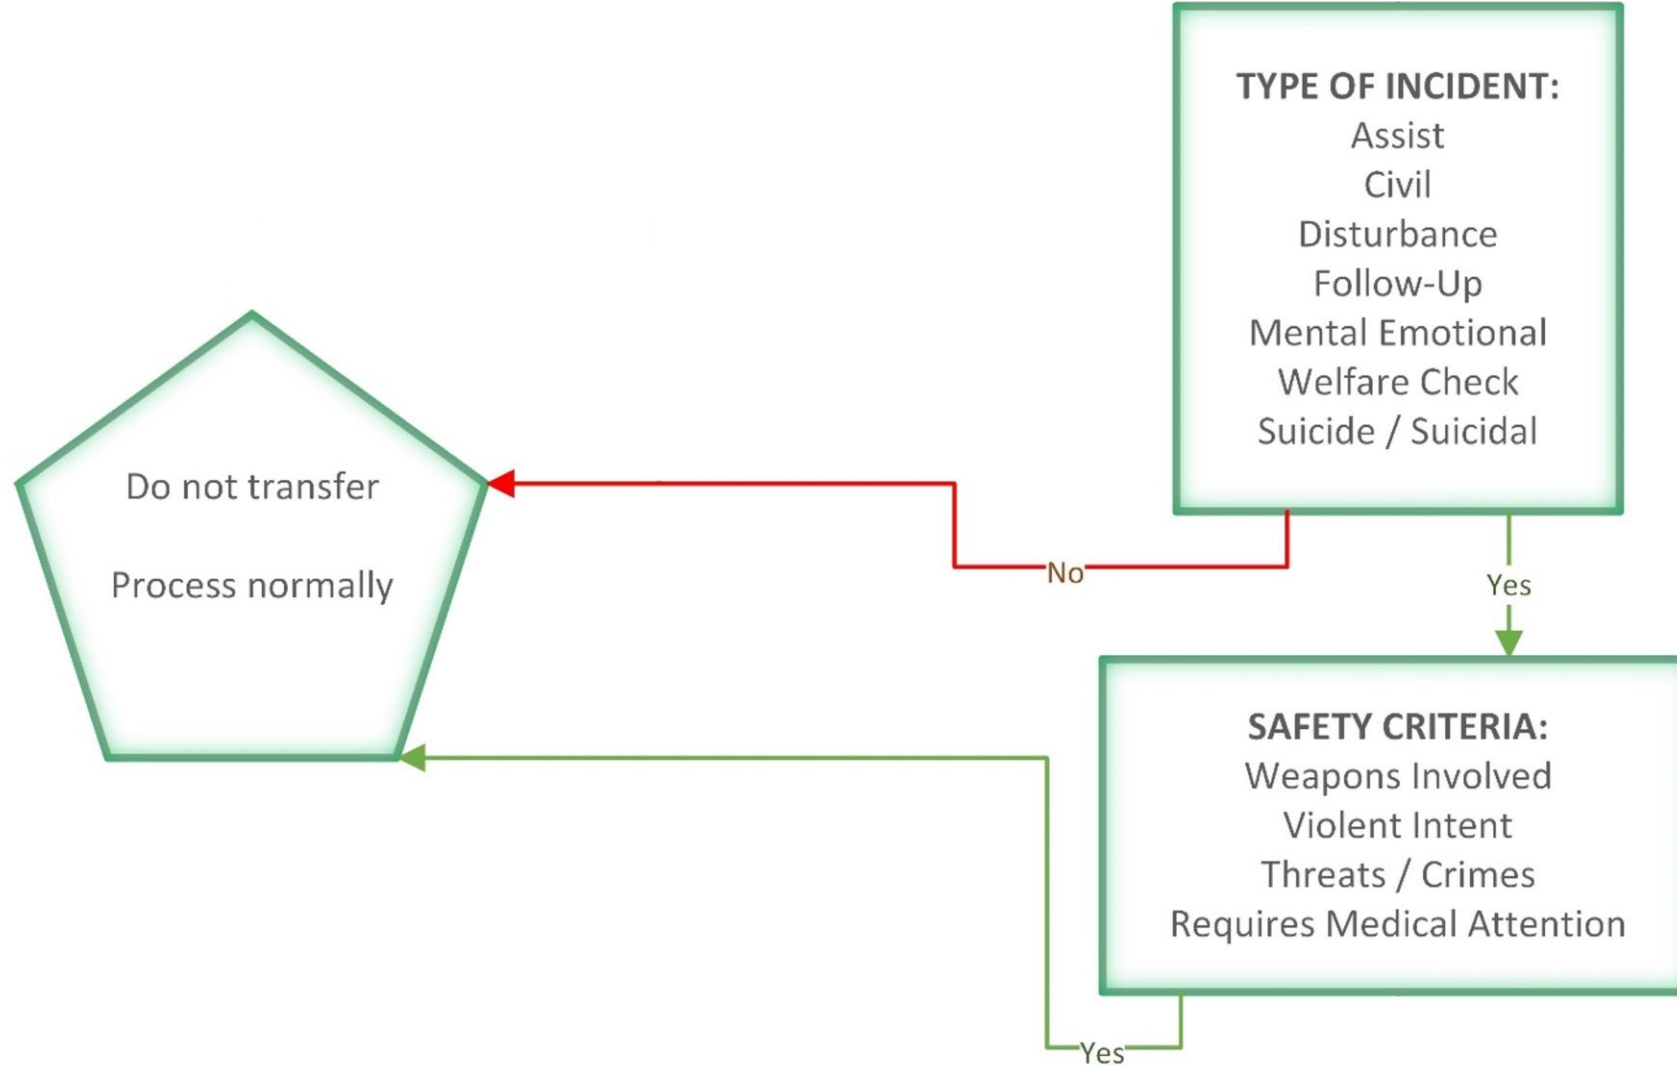 TYPE OF INCIDENT:
Assist
Civil
Disturbance
Follow-Up
Mental Emotional
Welfare Check
Suicide / Suicidal
Do not transfer
Process normally
No
Yes
SAFETY CRITERIA:
Weapons Involved
Violent Intent
Threats / Crimes
Requires Medical Attention
Yes